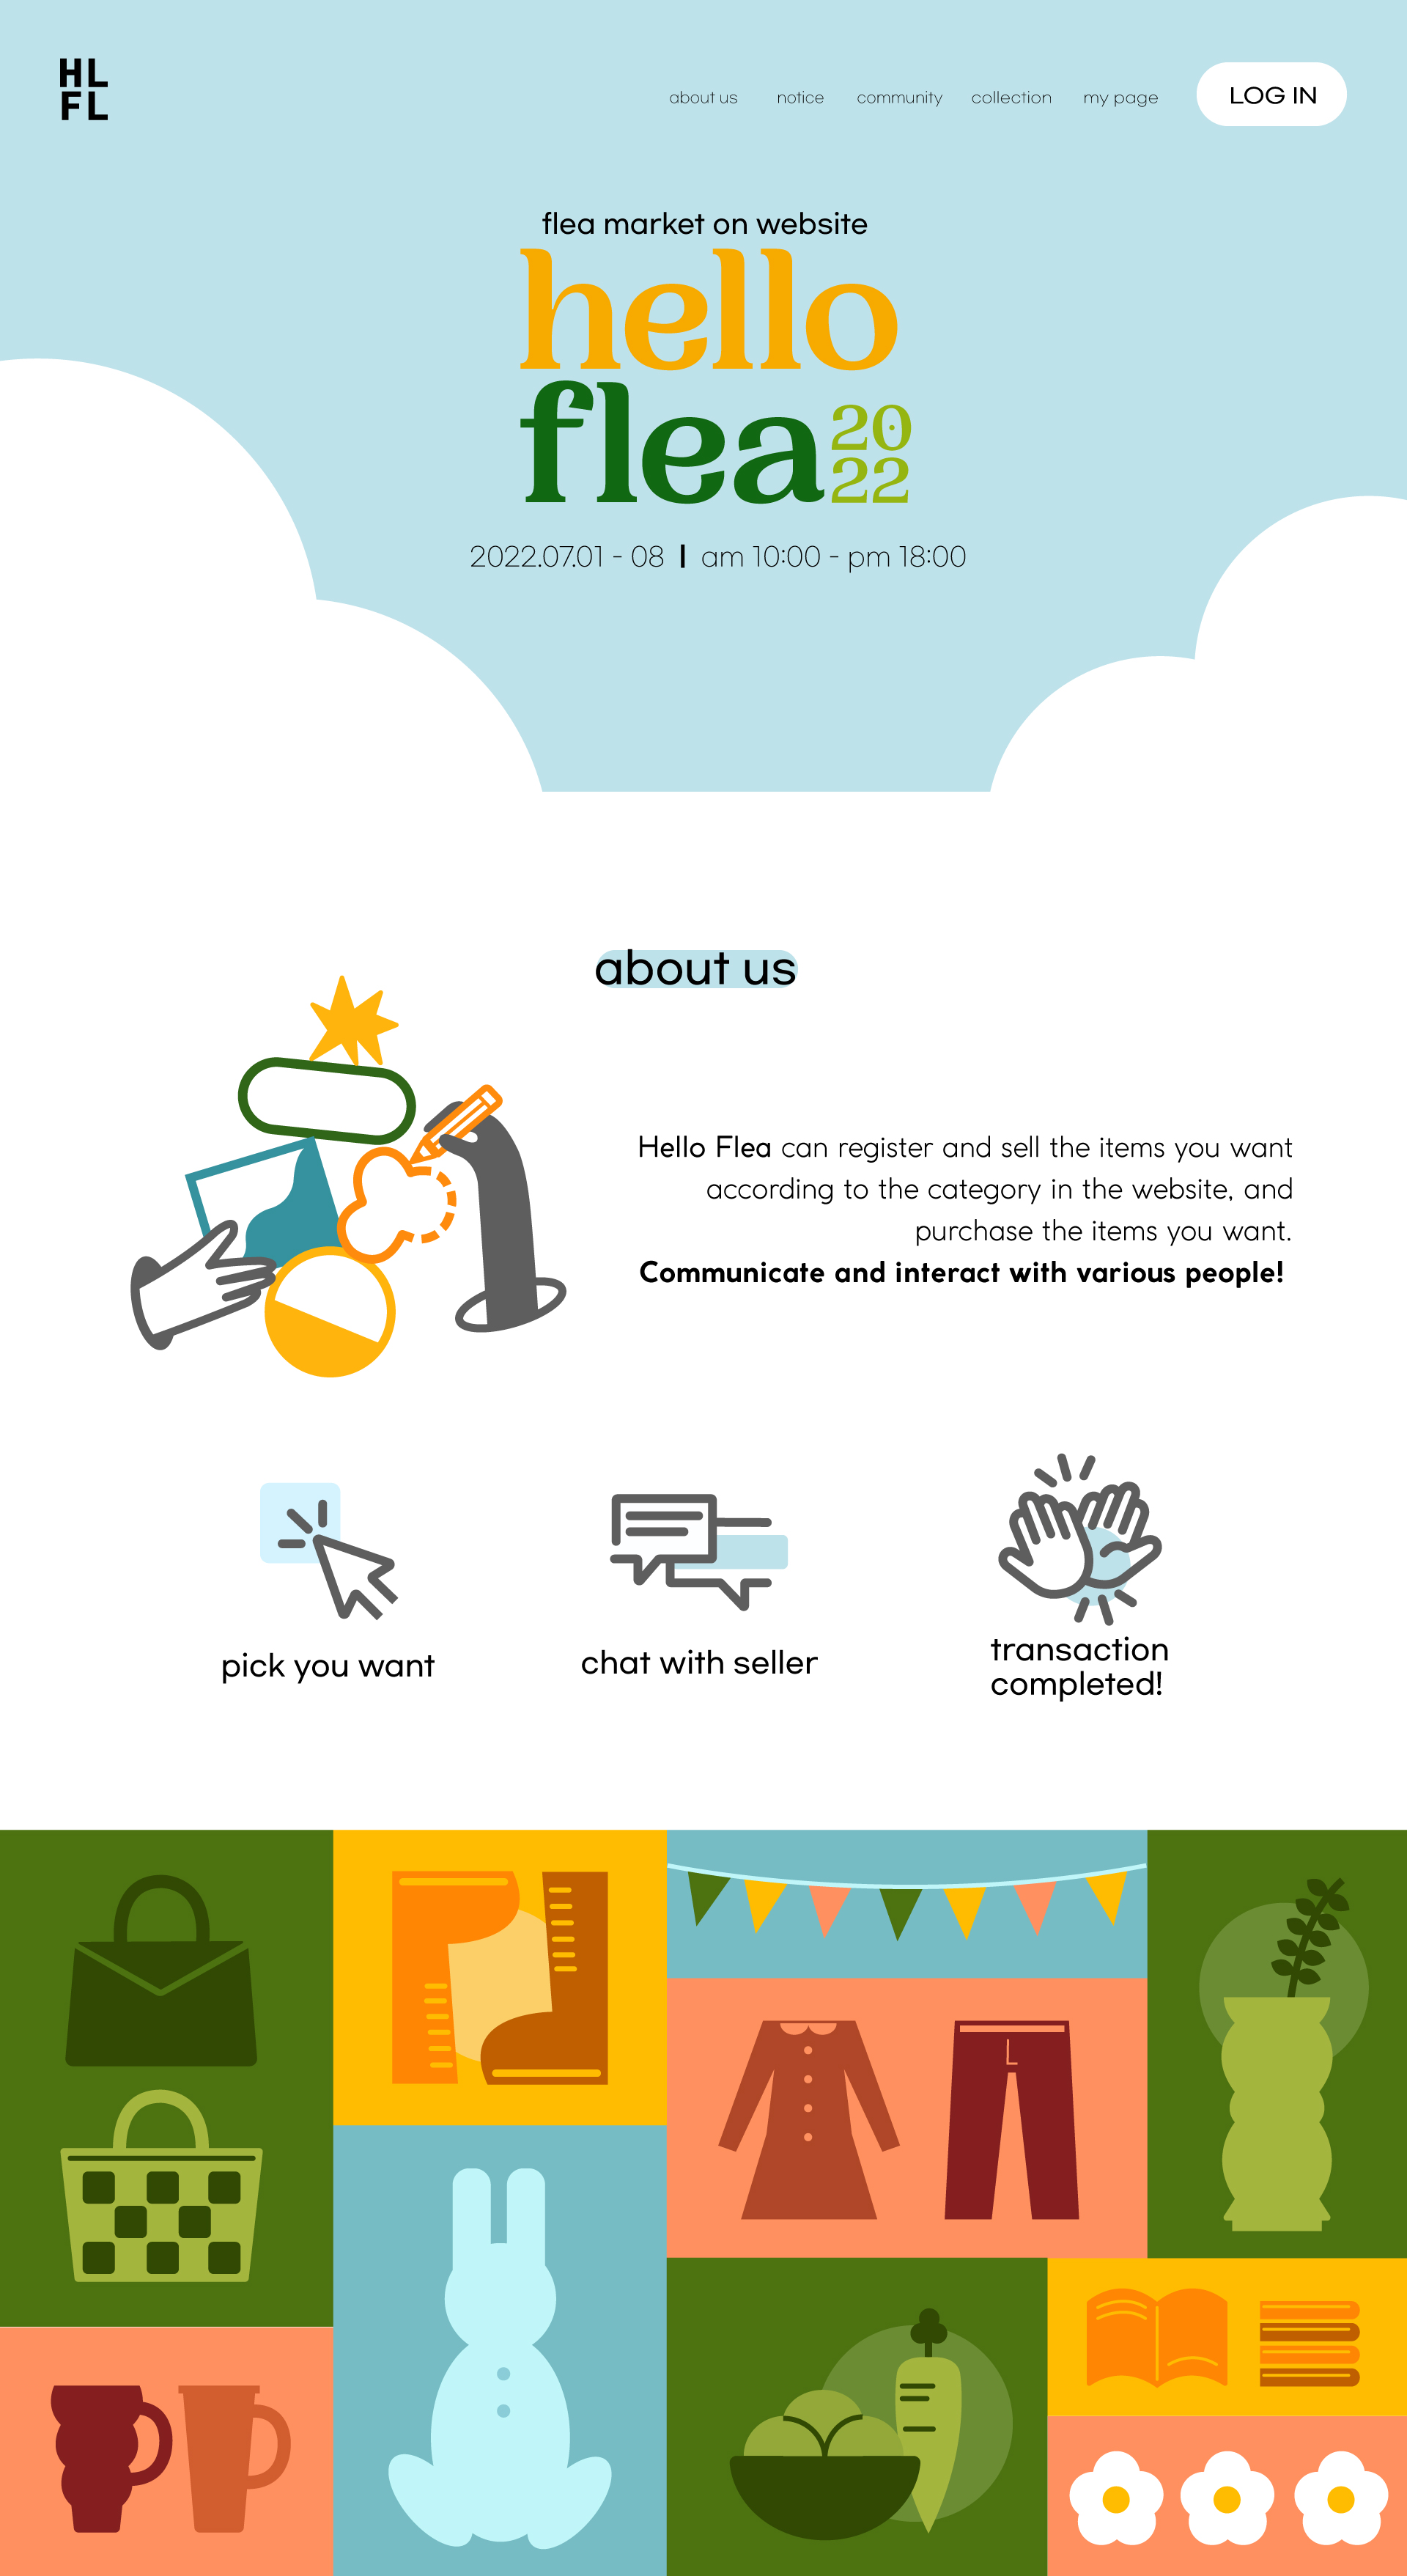 HL
FL
about us notice community collection my page LOG IN
flea market on website
hello
flea
20
22
2022.07.01 - 08 | am 10:00 - pm 18:00
about us
Hello Flea can register and sell the items you want
according to the category in the website, and
purchase the items you want.
Communicate and interact with various people!
pick you want
chat with seller
transaction
completed!